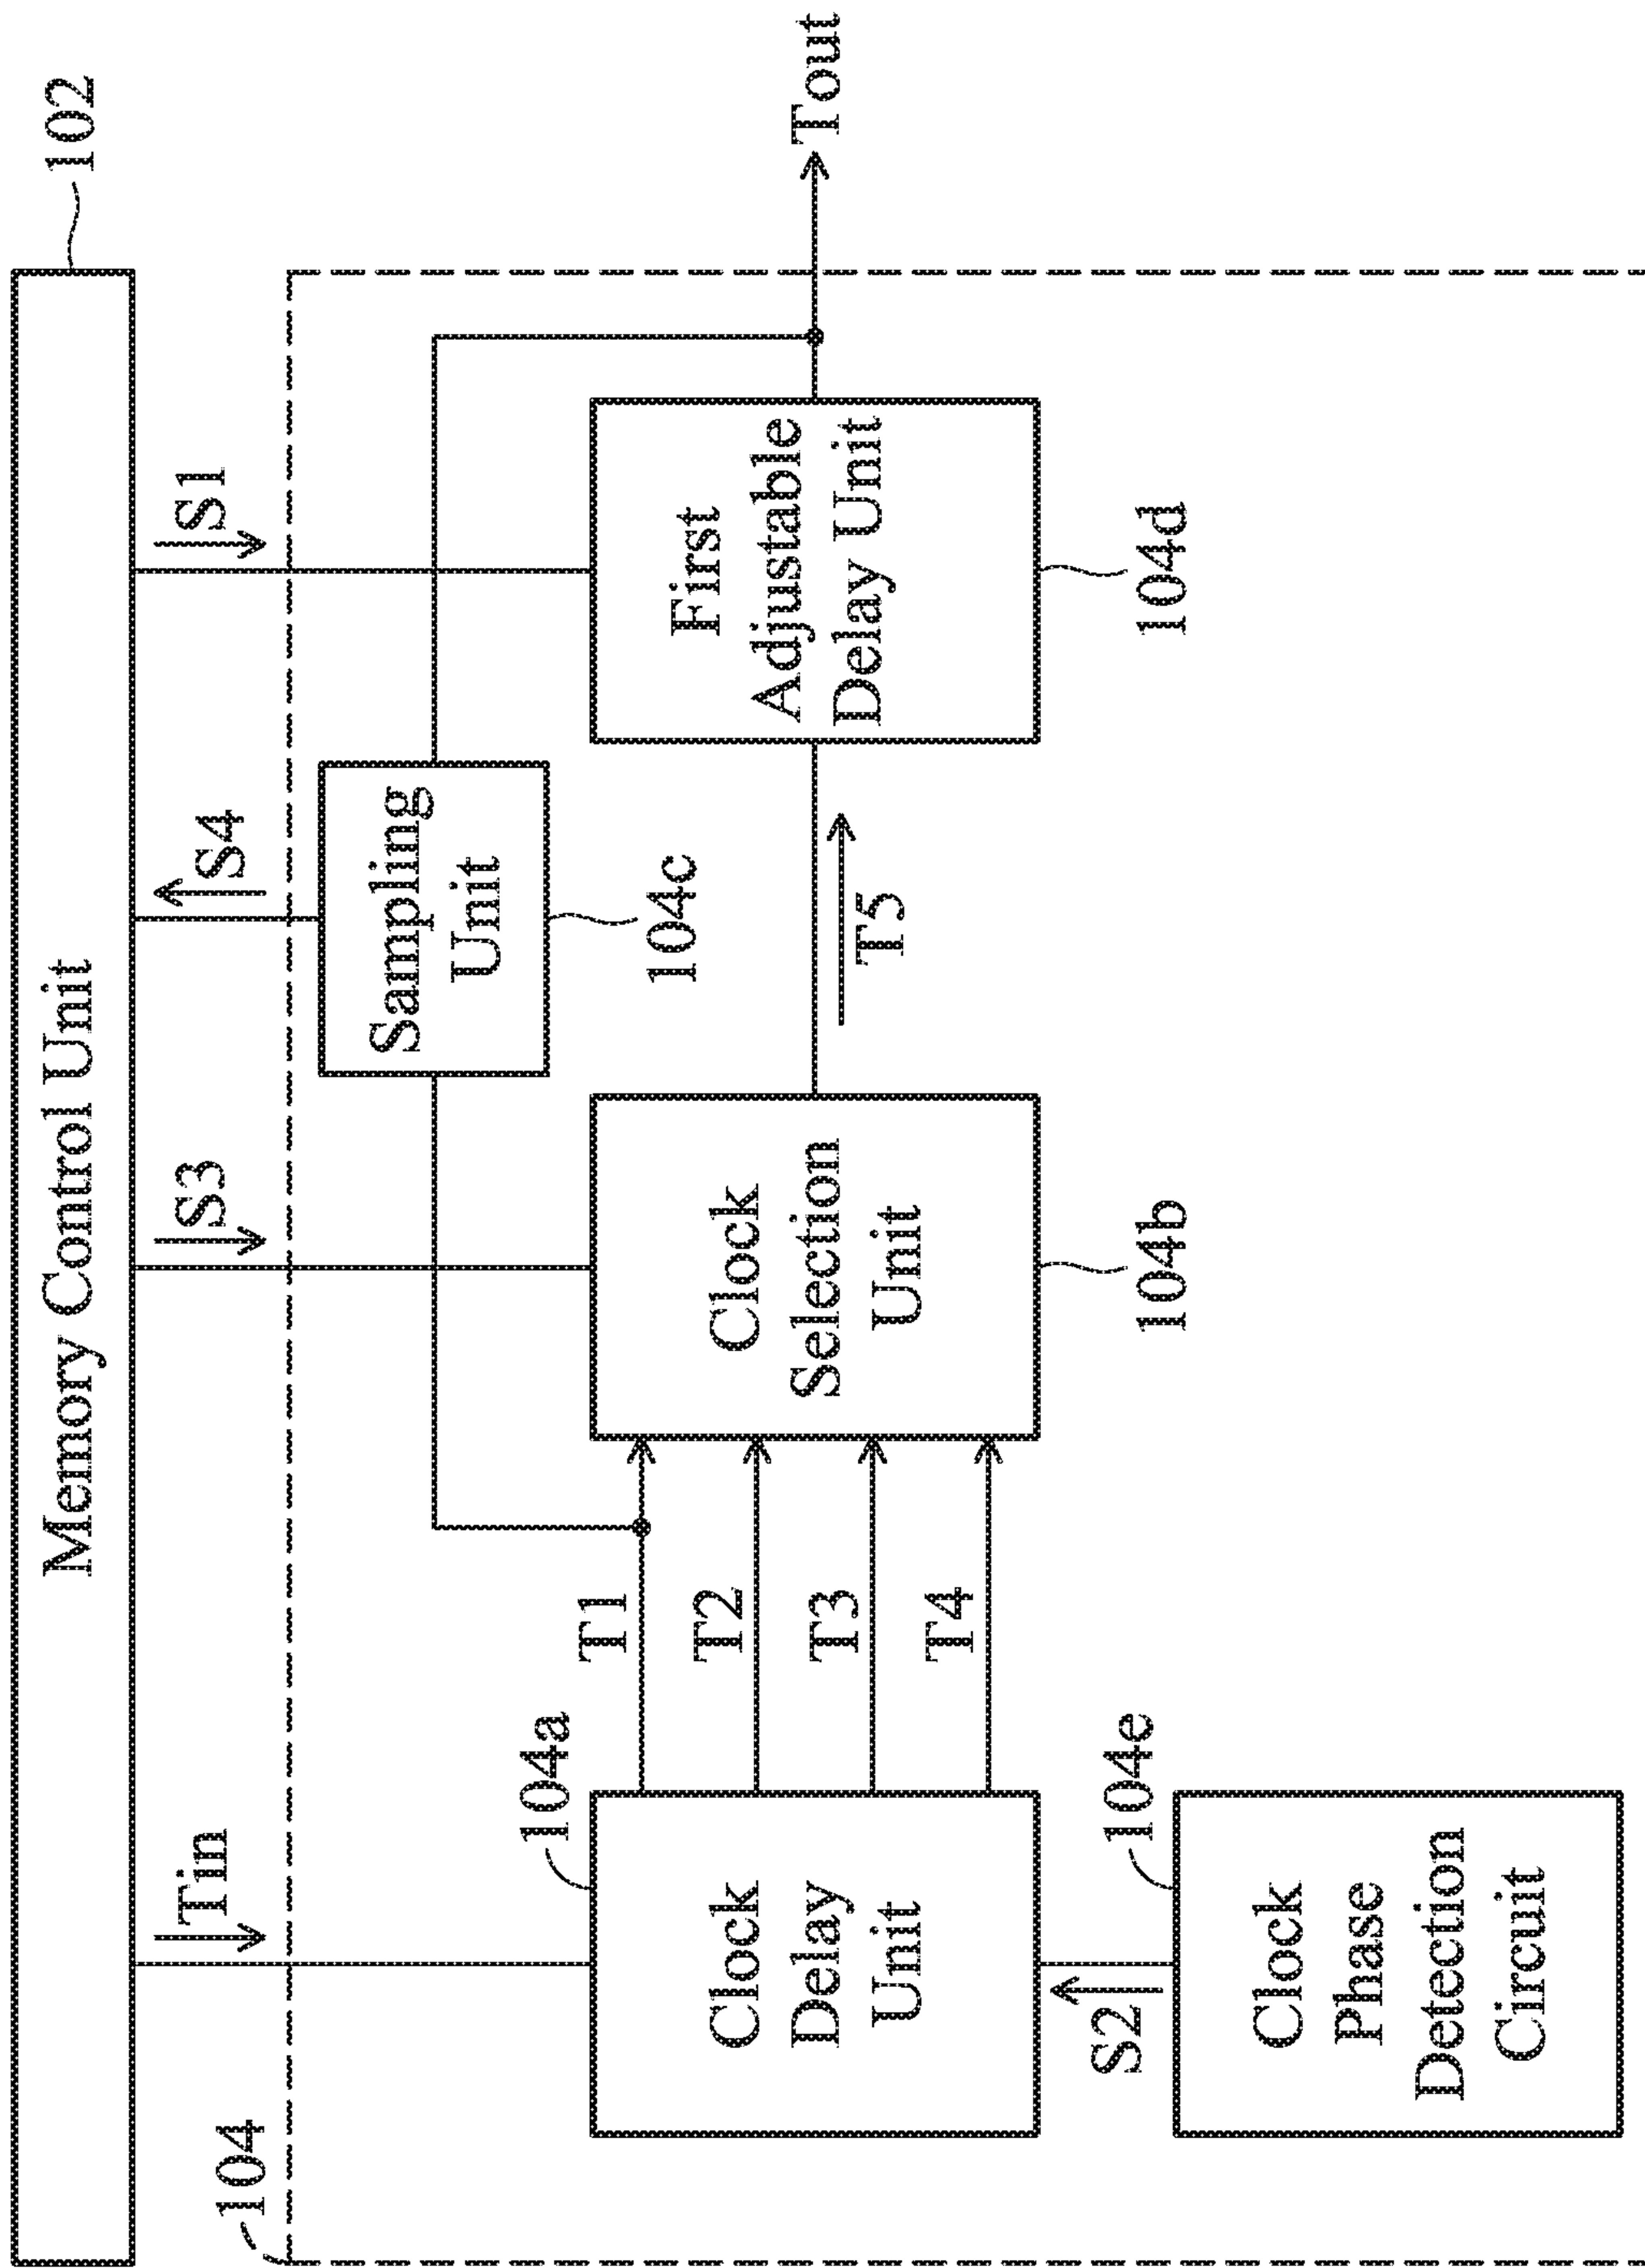 Memory Control Unit
102
104
Tin
S3
S4
S1
Sampling
Unit
104c
104a
Clock
Delay
Unit
T1
T2
T3
T4
Clock
Selection
Unit
104b
T5
First
Adjustable
Delay Unit
104d
Tout
S2
104e
Clock
Phase
Detection
Circuit